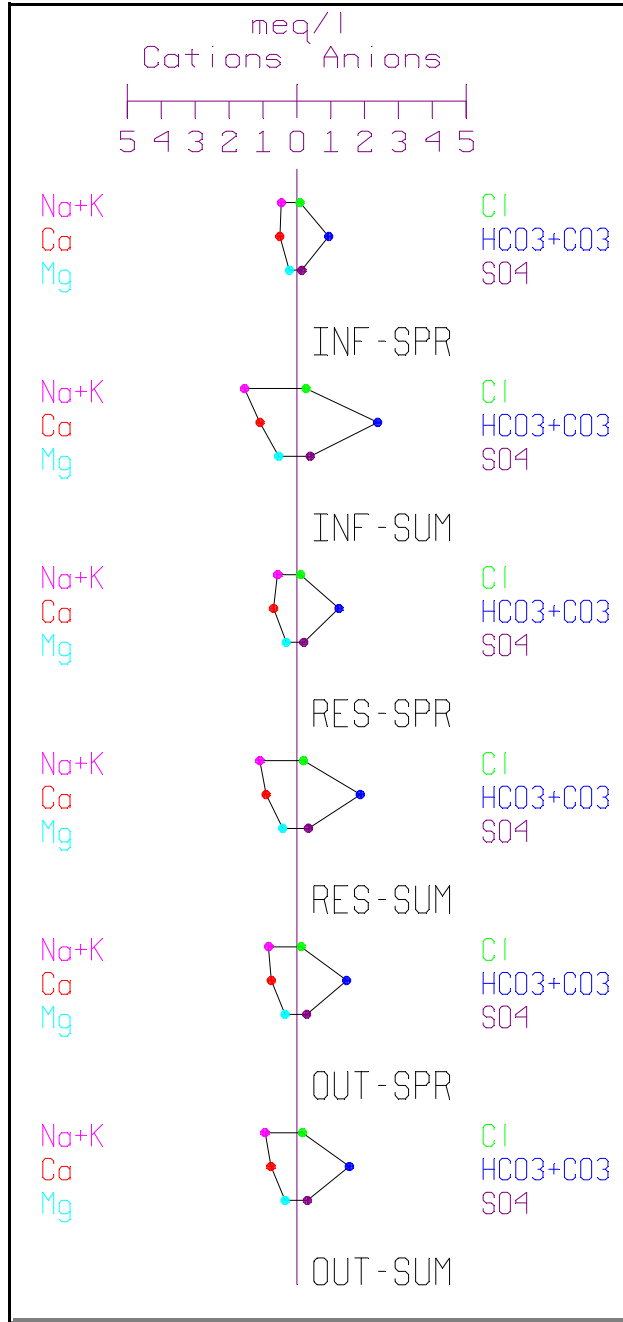 meq/l
Cations Anions
5 4 3 2 1 0 1 2 3 4 5
Na+K Cl
Ca HCO3+CO3
Mg SO4
INF-SPR
Na+K Cl
Ca HCO3+CO3
Mg SO4
INF-SUM
Na+K Cl
Ca HCO3+CO3
Mg SO4
RES-SPR
Na+K Cl
Ca HCO3+CO3
Mg SO4
RES-SUM
Na+K Cl
Ca HCO3+CO3
Mg SO4
OUT-SPR
Na+K Cl
Ca HCO3+CO3
Mg SO4
OUT-SUM